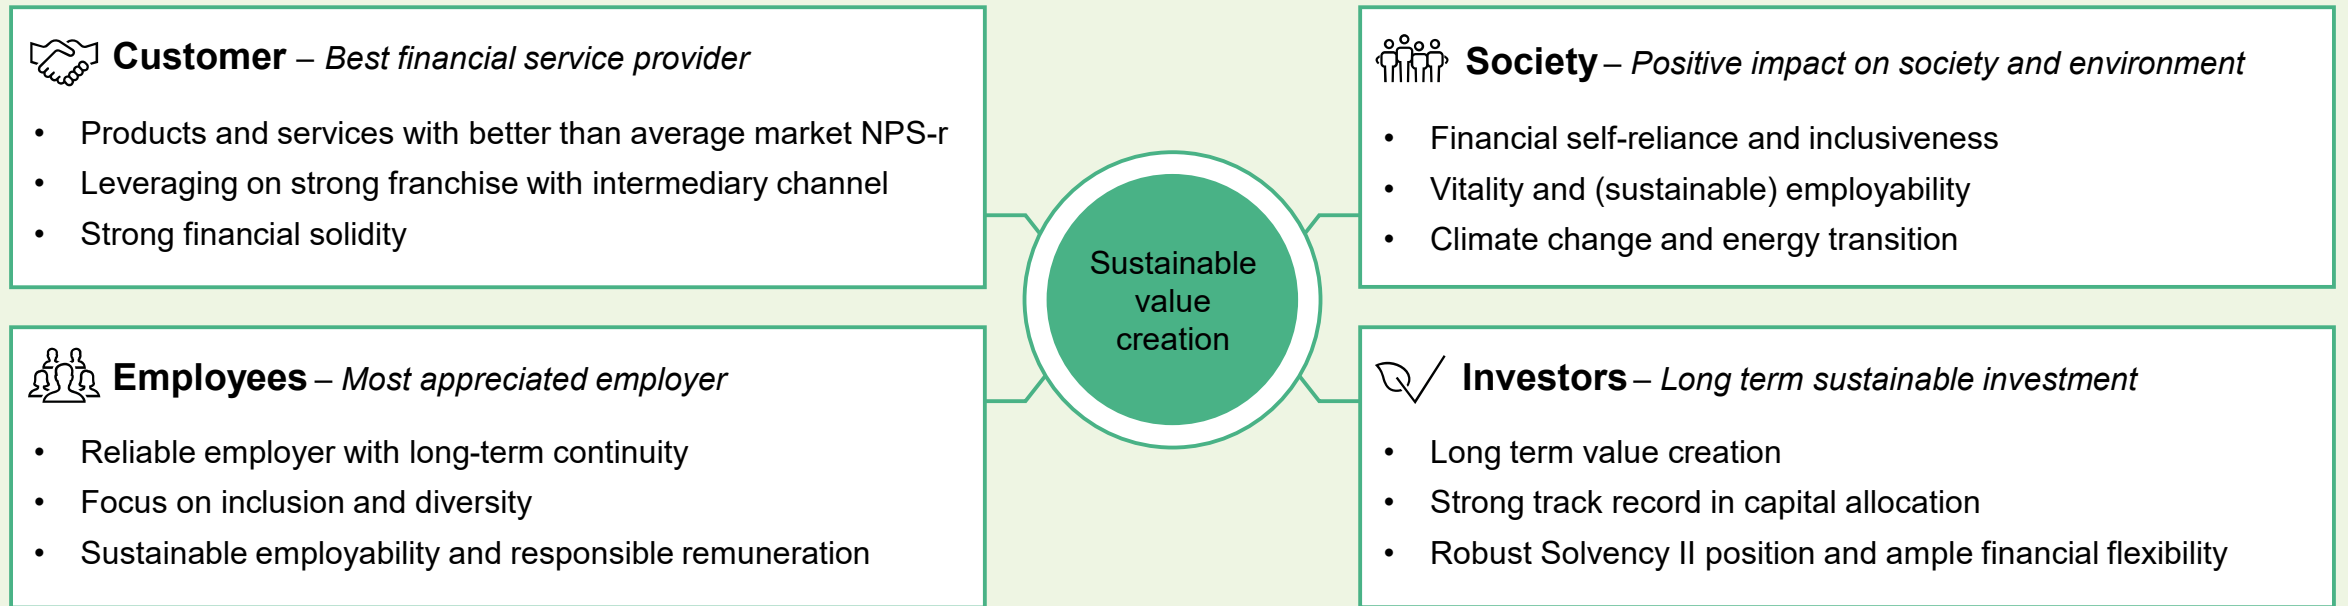 Customer – Best financial service provider
• Products and services with better than average market NPS-r
• Leveraging on strong franchise with intermediary channel
• Strong financial solidity
Society – Positive impact on society and environment
• Financial self-reliance and inclusiveness
• Vitality and (sustainable) employability
• Climate change and energy transition
Sustainable
value
creation
Employees – Most appreciated employer
• Reliable employer with long-term continuity
• Focus on inclusion and diversity
• Sustainable employability and responsible remuneration
Investors – Long term sustainable investment
• Long term value creation
• Strong track record in capital allocation
• Robust Solvency II position and ample financial flexibility